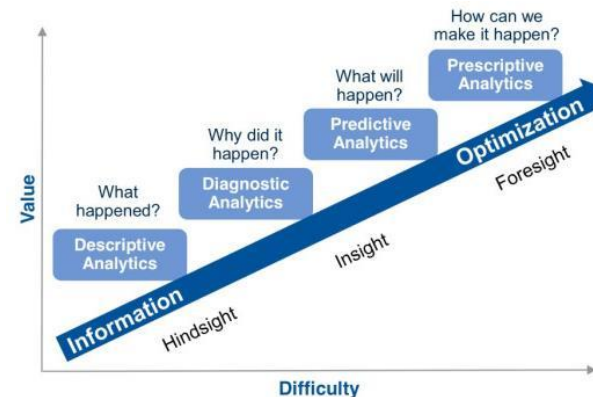 How can we
make it happen?
Prescriptive
Analytics
What will
happen?
Predictive
Analytics
Why did it
happen?
Diagnostic
Analytics
What
happened?
Descriptive
Analytics
Value
Information
Optimization
Hindsight
Insight
Foresight
Difficulty